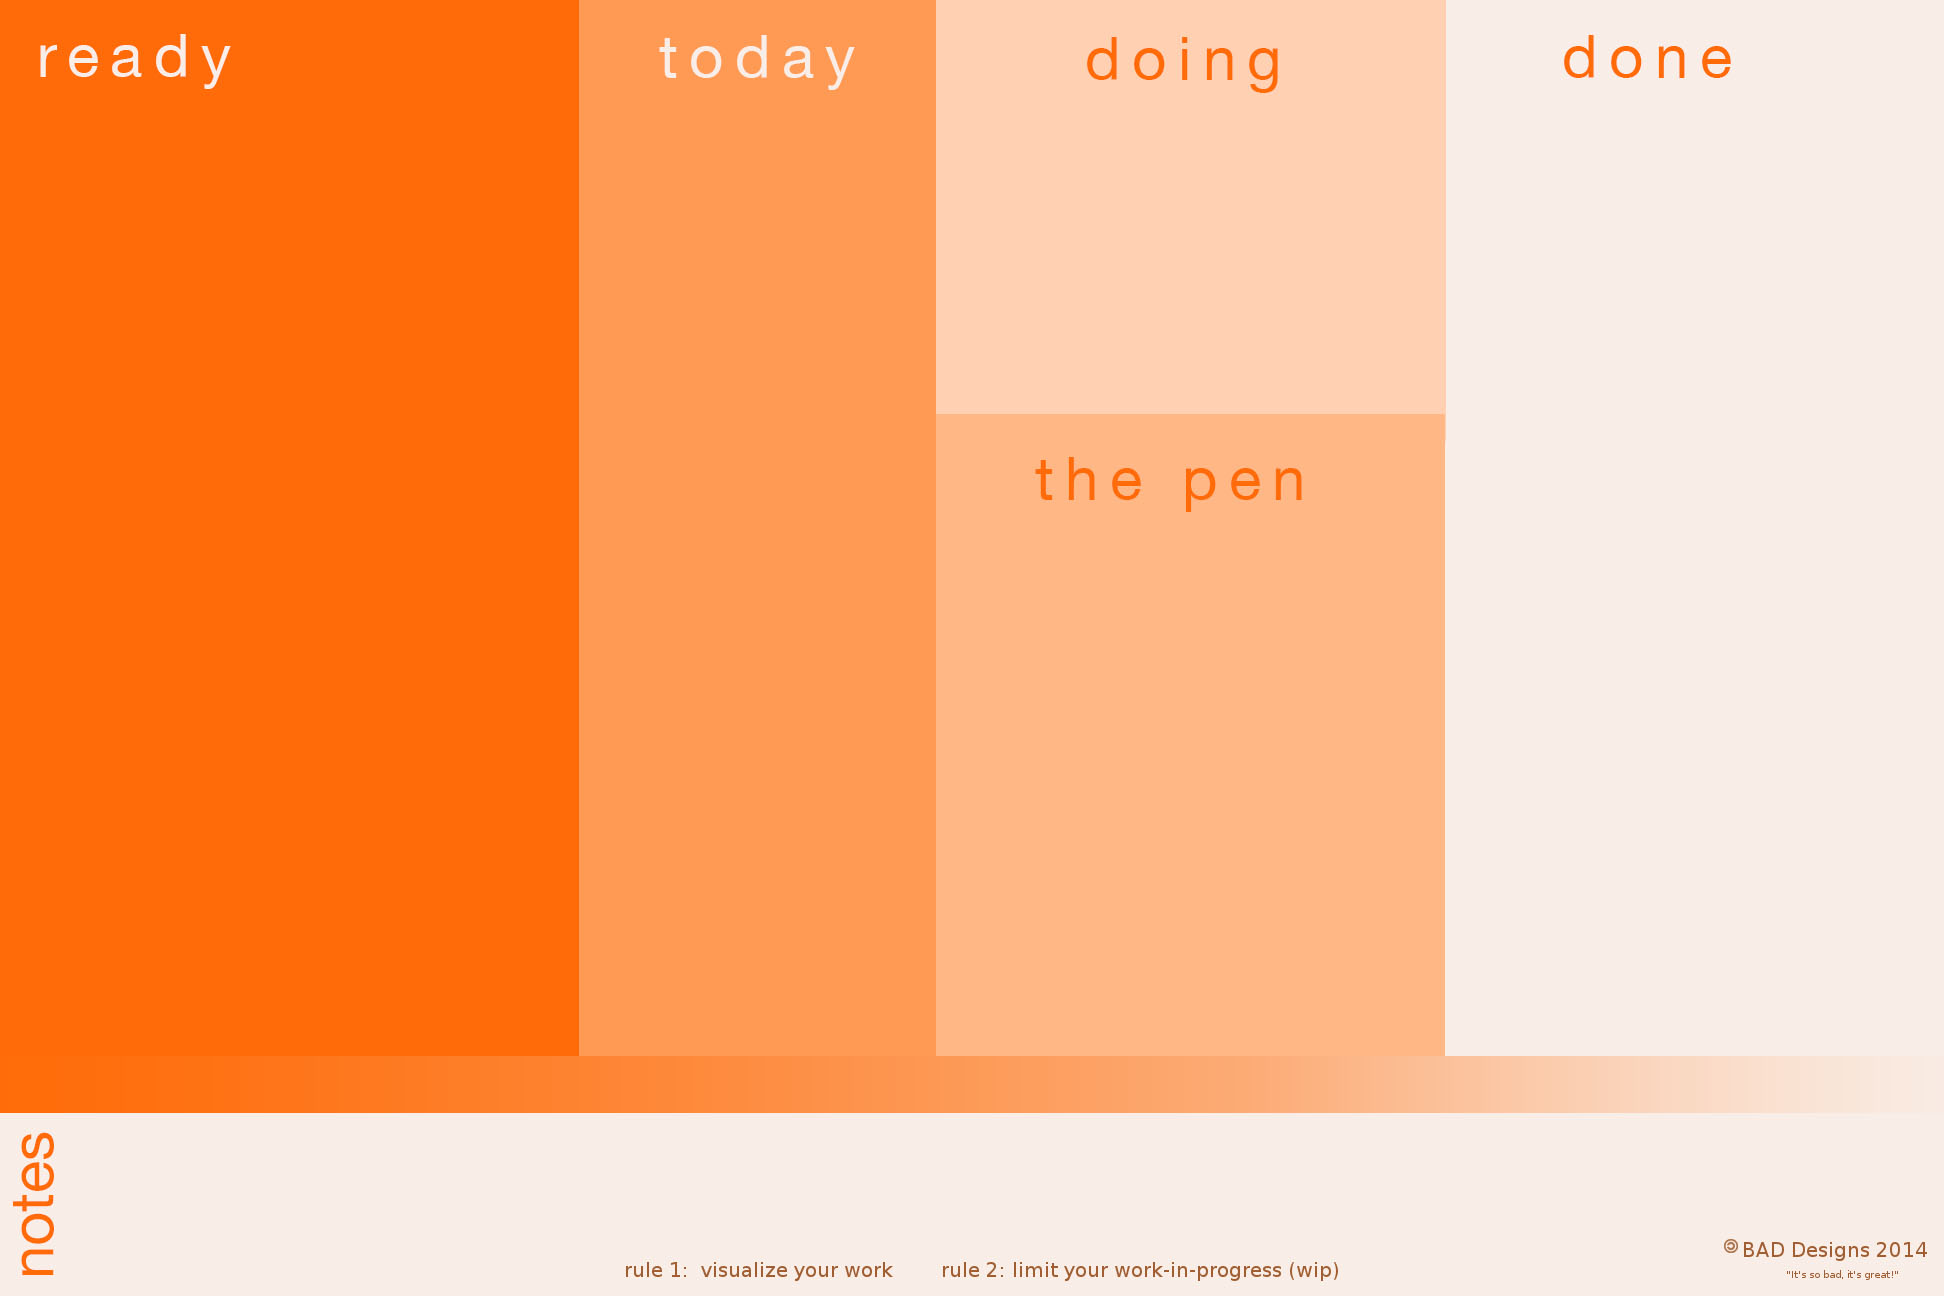 ready
today
doing
done
the pen
notes
rule 1:  visualize your work
rule 2: limit your work-in-progress (wip)
©BAD Designs 2014
"It's so bad, it's great!"